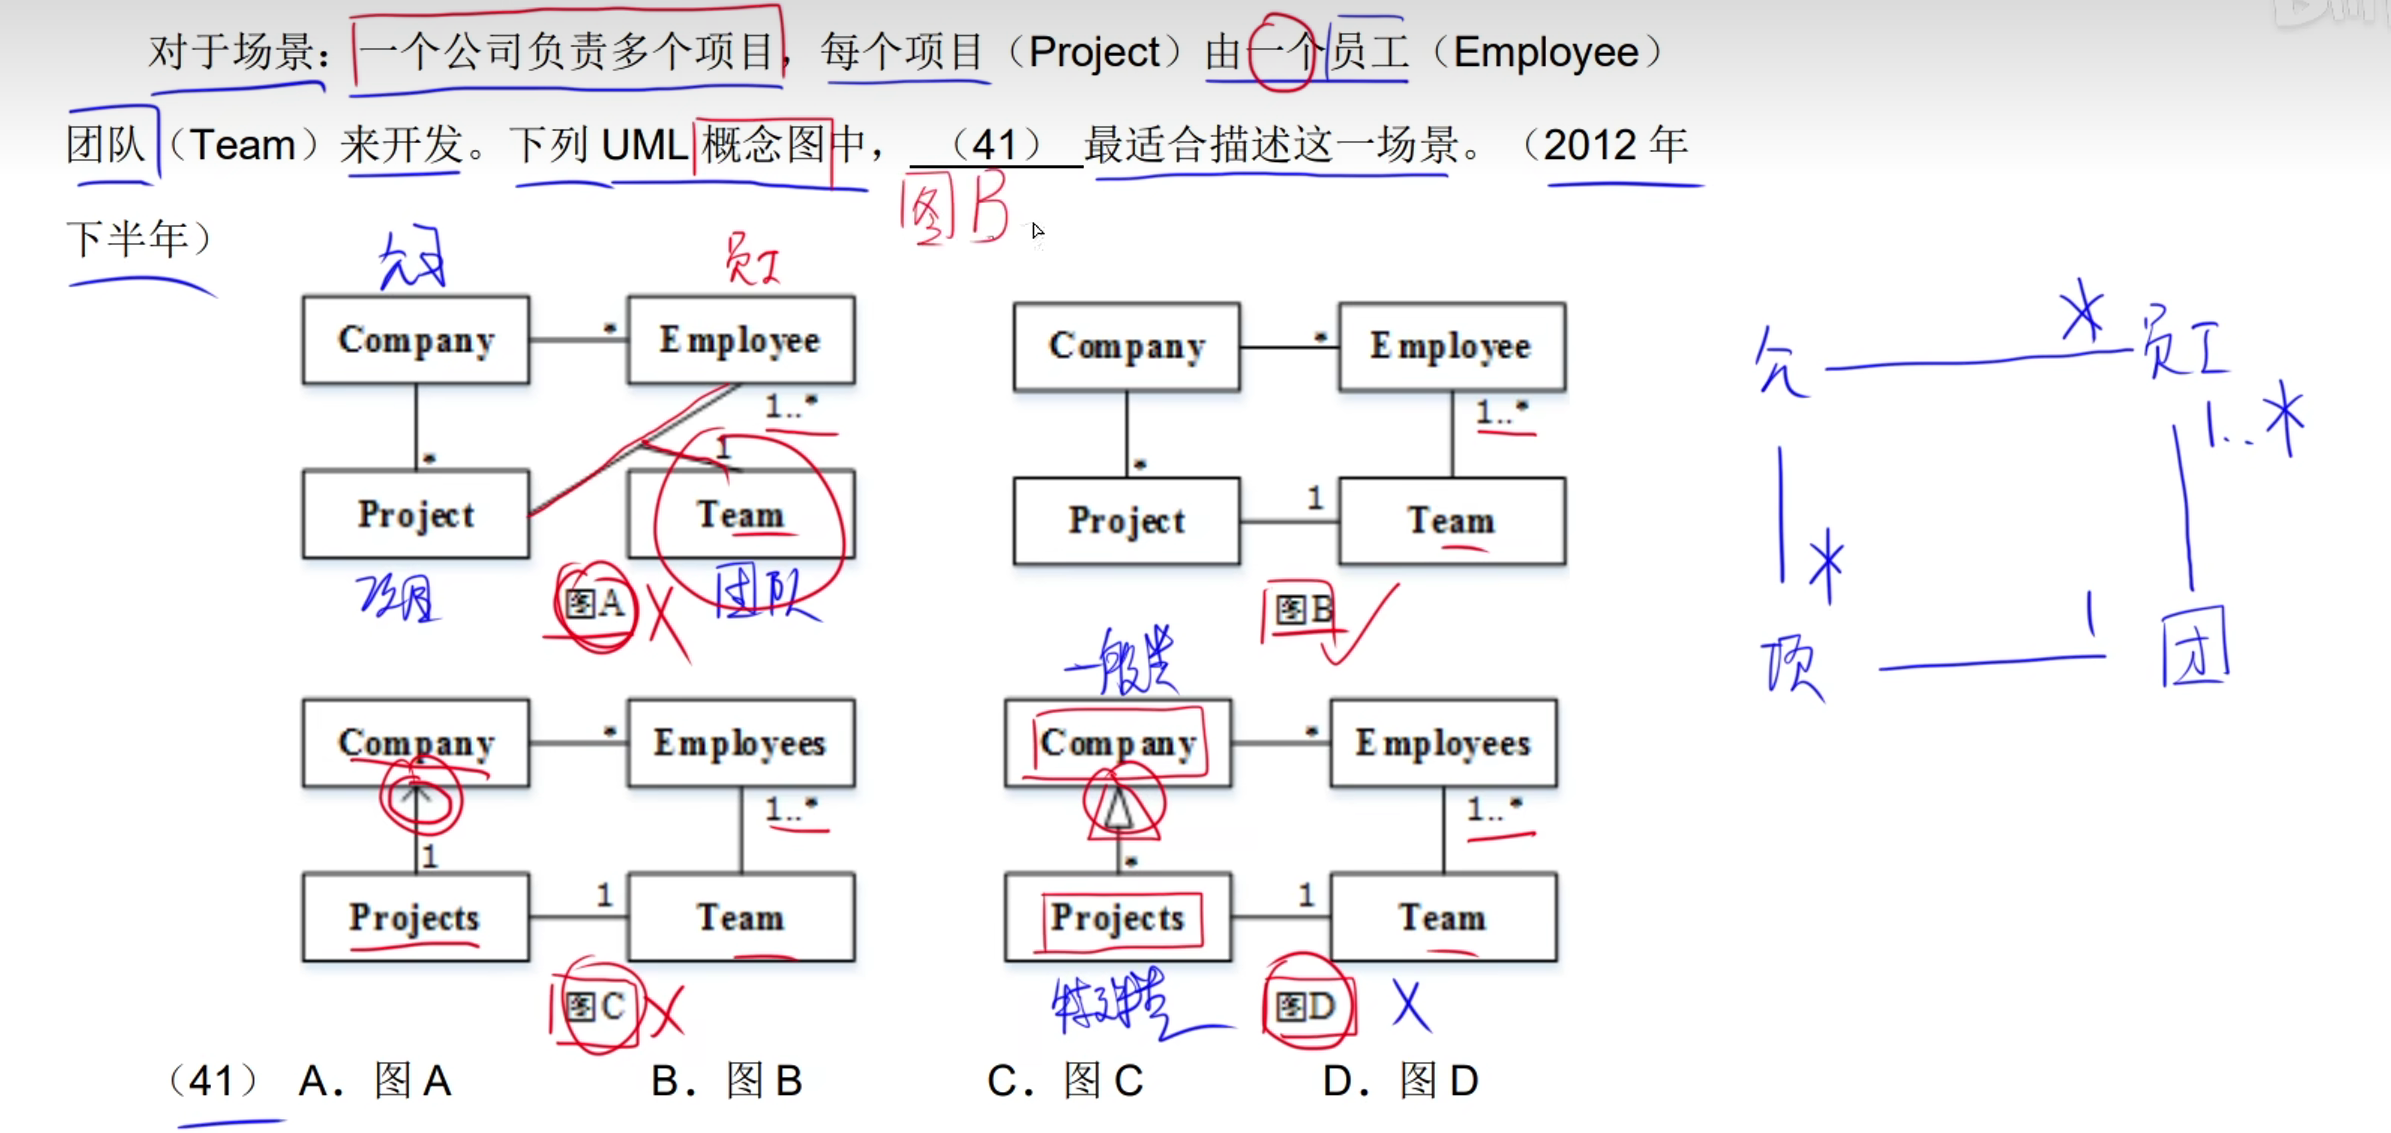 对于场景：一个公司负责多个项目，每个项目（Project）由一个员工（Employee）
团队（Team）来开发。下列 UML 概念图中，（41）最适合描述这一场景。（2012 年
下半年）
图B
公司 员工
Company * Employee
1..*
* 1
Project Team
项目 图A X 团队
Company * Employee
1..*
* 1
Project Team
图B
公 * 员工
1..*
*
1
项 团
Company * Employees
1..*
1 1
Projects Team
图C X
一般类
Company * Employees
1..*
* 1
Projects Team
特殊类 图D X
（41） A. 图 A B. 图 B C. 图 C D. 图 D